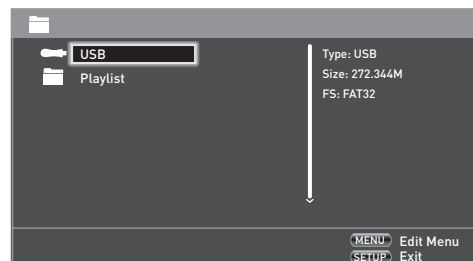 USB
Playlist
Type: USB
Size: 272.344M
FS: FAT32
MENU Edit Menu
SETUP Exit